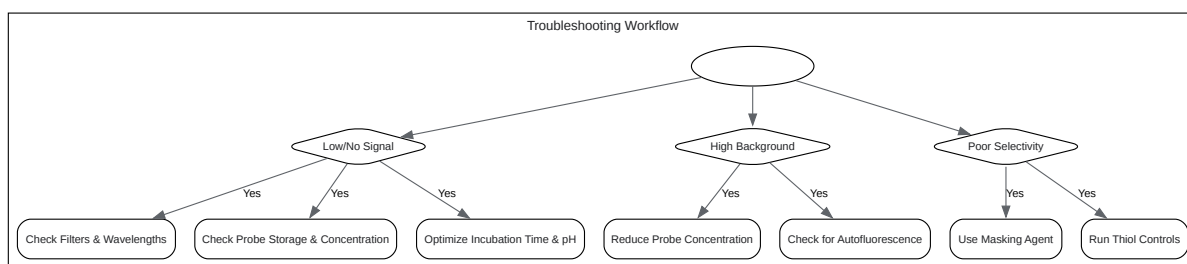 Troubleshooting Workflow
Low/No Signal
High Background
Poor Selectivity
Yes
Yes
Yes
Yes
Yes
Yes
Yes
Check Filters & Wavelengths
Check Probe Storage & Concentration
Optimize Incubation Time & pH
Reduce Probe Concentration
Check for Autofluorescence
Use Masking Agent
Run Thiol Controls